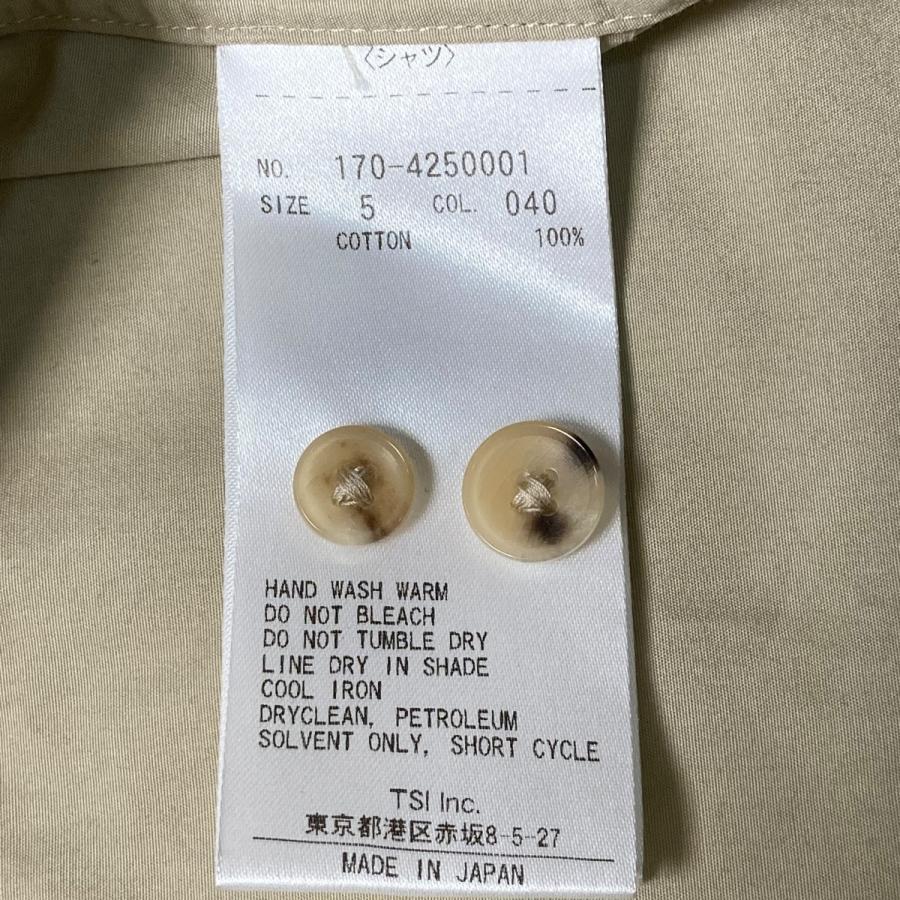 〈シャツ〉
NO. 170-4250001
SIZE 5 COL. 040
COTTON 100%
HAND WASH WARM
DO NOT BLEACH
DO NOT TUMBLE DRY
LINE DRY IN SHADE
COOL IRON
DRYCLEAN, PETROLEUM
SOLVENT ONLY, SHORT CYCLE
TSI Inc.
東京都港区赤坂8-5-27
MADE IN JAPAN